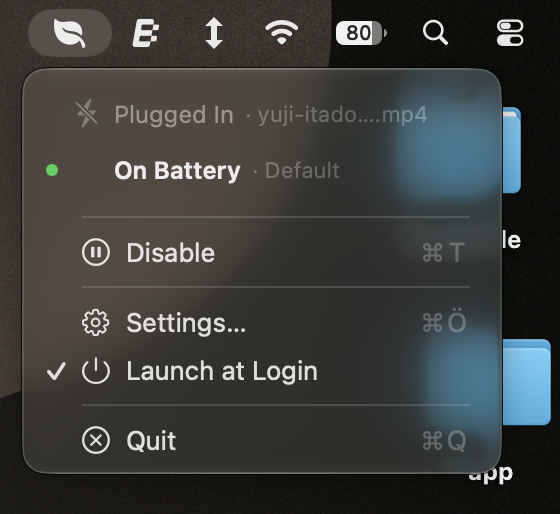 80
Plugged In · yuji-itado....mp4
On Battery · Default
Disable ⌘T
Settings... ⌘Ö
Launch at Login
Quit ⌘Q
le
app